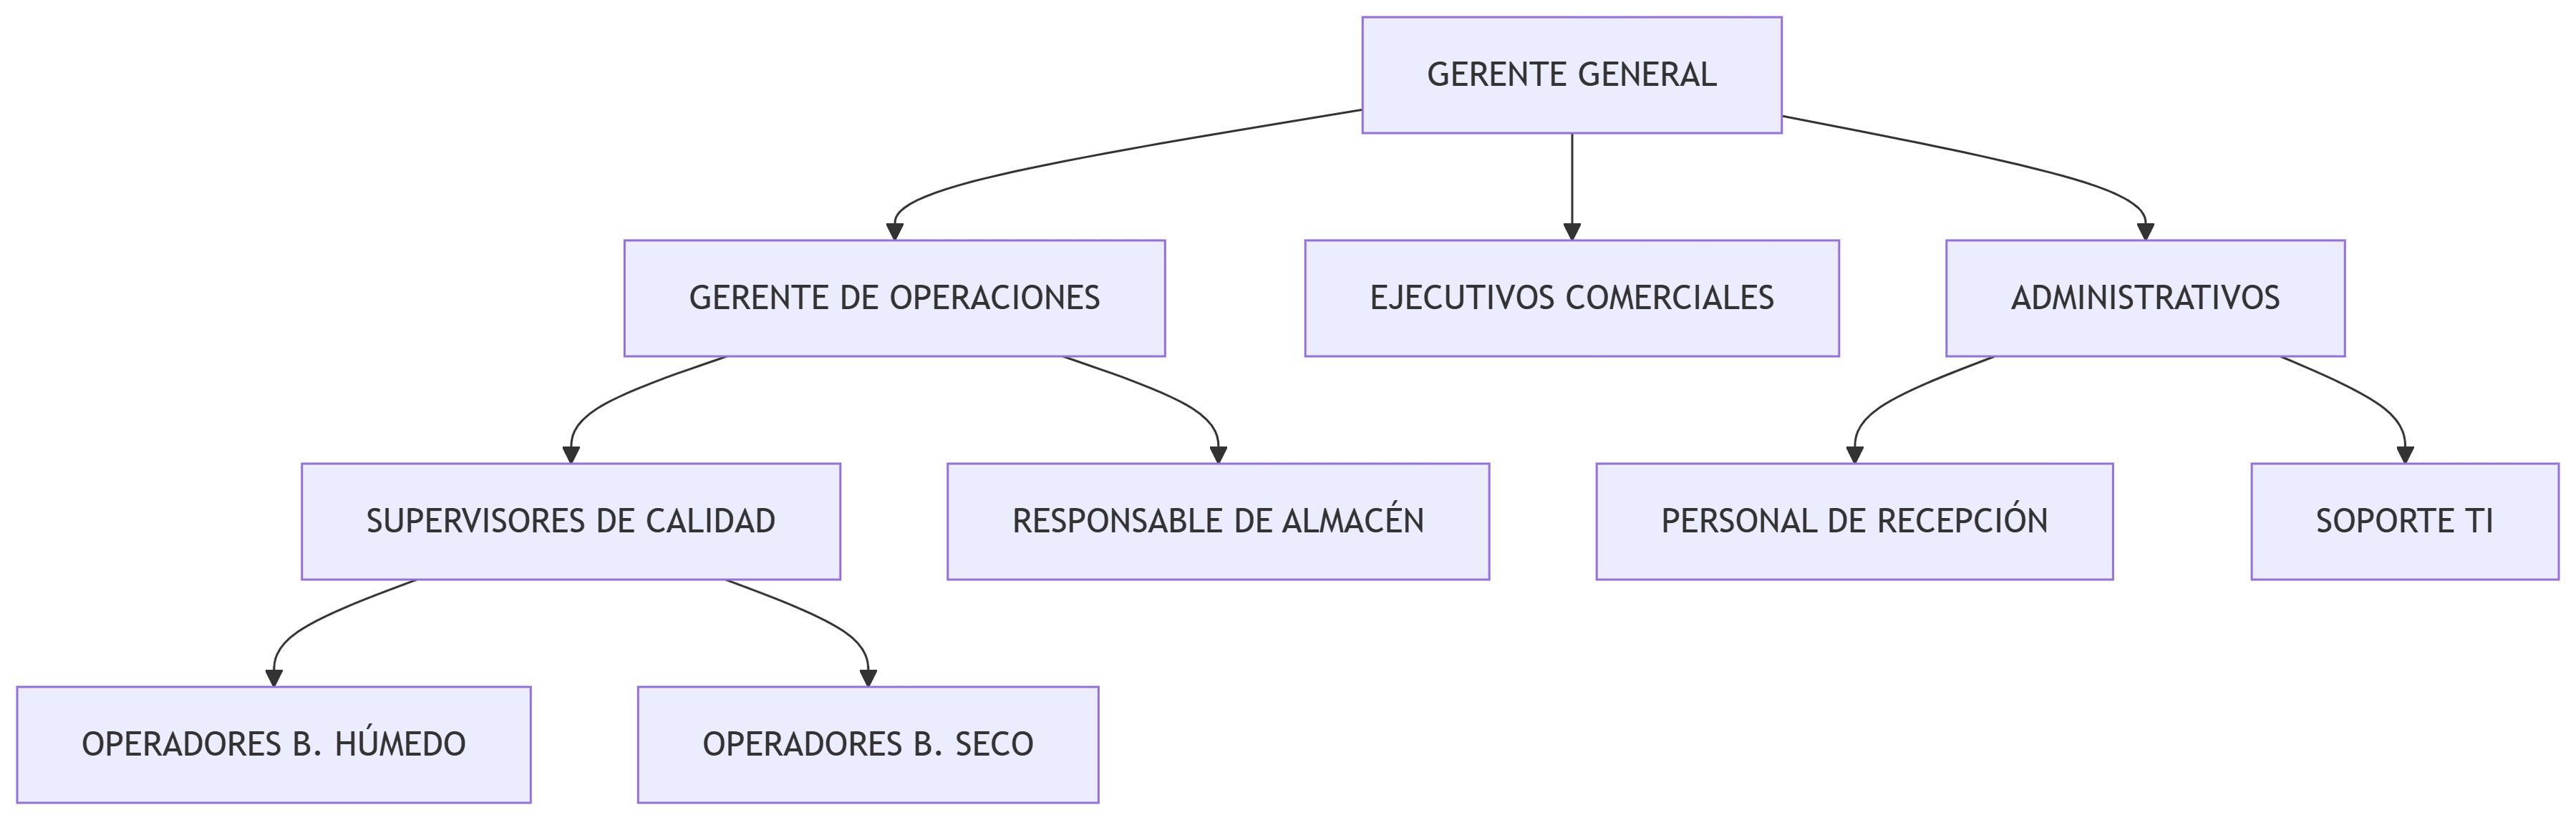 GERENTE GENERAL
GERENTE DE OPERACIONES
EJECUTIVOS COMERCIALES
ADMINISTRATIVOS
SUPERVISORES DE CALIDAD
RESPONSABLE DE ALMACÉN
PERSONAL DE RECEPCIÓN
SOPORTE TI
OPERADORES B. HÚMEDO
OPERADORES B. SECO